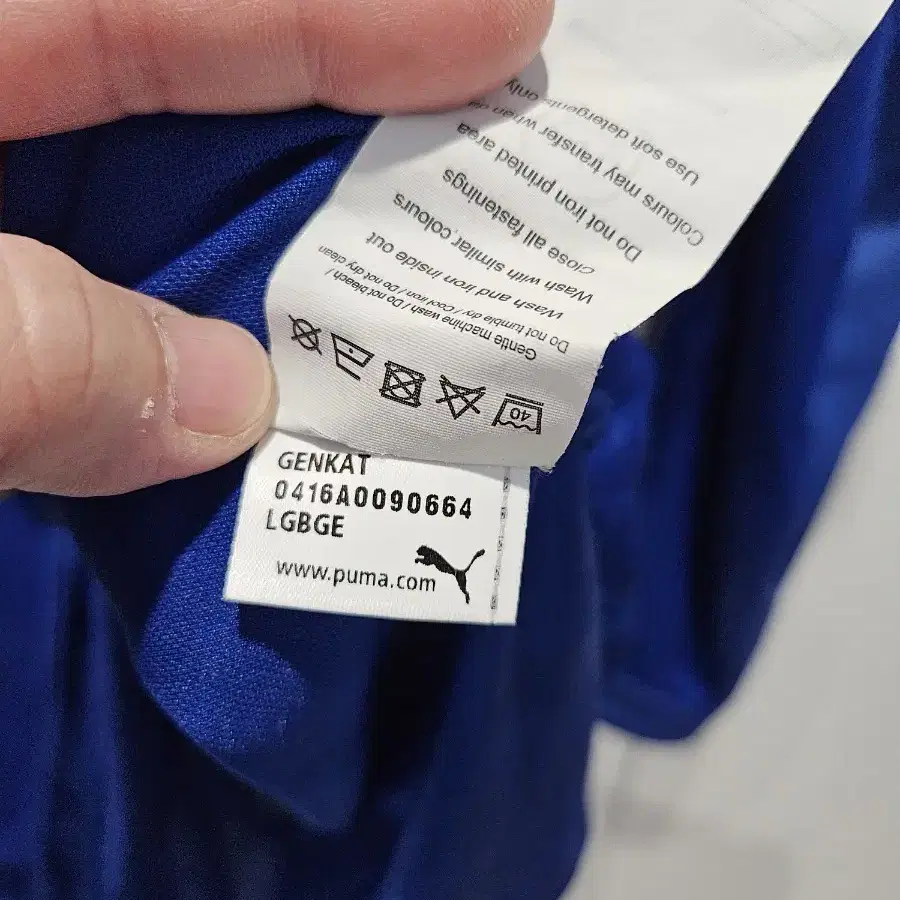 Gentle machine wash / Do not bleach /
Do not tumble dry / Cool iron / Do not dry clean
Wash and iron inside out
Wash with similar colours
Close all fastenings
Do not iron printed area
Colours may transfer when
Use soft detergents only
40
GENKAT
0416A0090664
LGBGE
www.puma.com